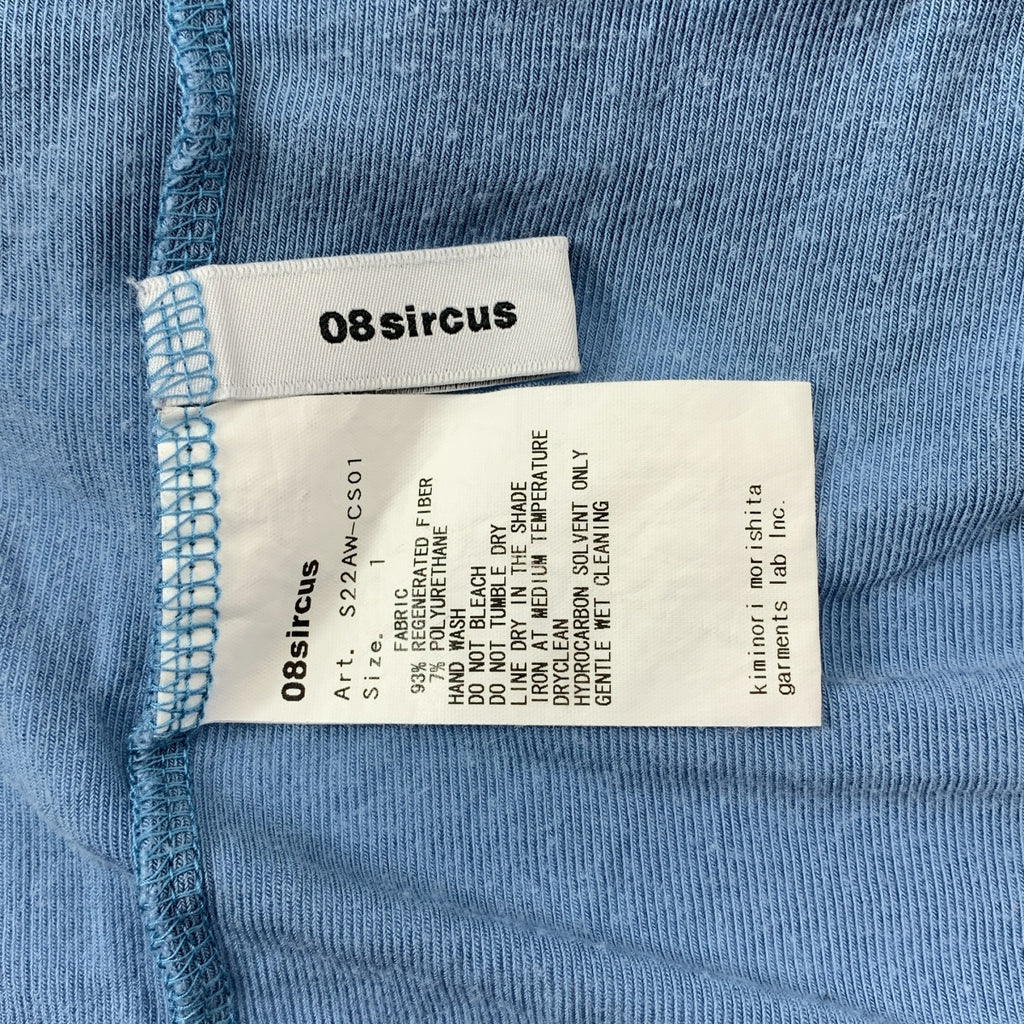 08sircus
08sircus
Art. S22AW-CS01
Size. 1
FABRIC
93% REGENERATED FIBER
7% POLYURETHANE
HAND WASH
DO NOT BLEACH
DO NOT TUMBLE DRY
LINE DRY IN THE SHADE
IRON AT MEDIUM TEMPERATURE
DRYCLEAN
HYDROCARBON SOLVENT ONLY
GENTLE WET CLEANING
kiminori morishita
garments lab Inc.